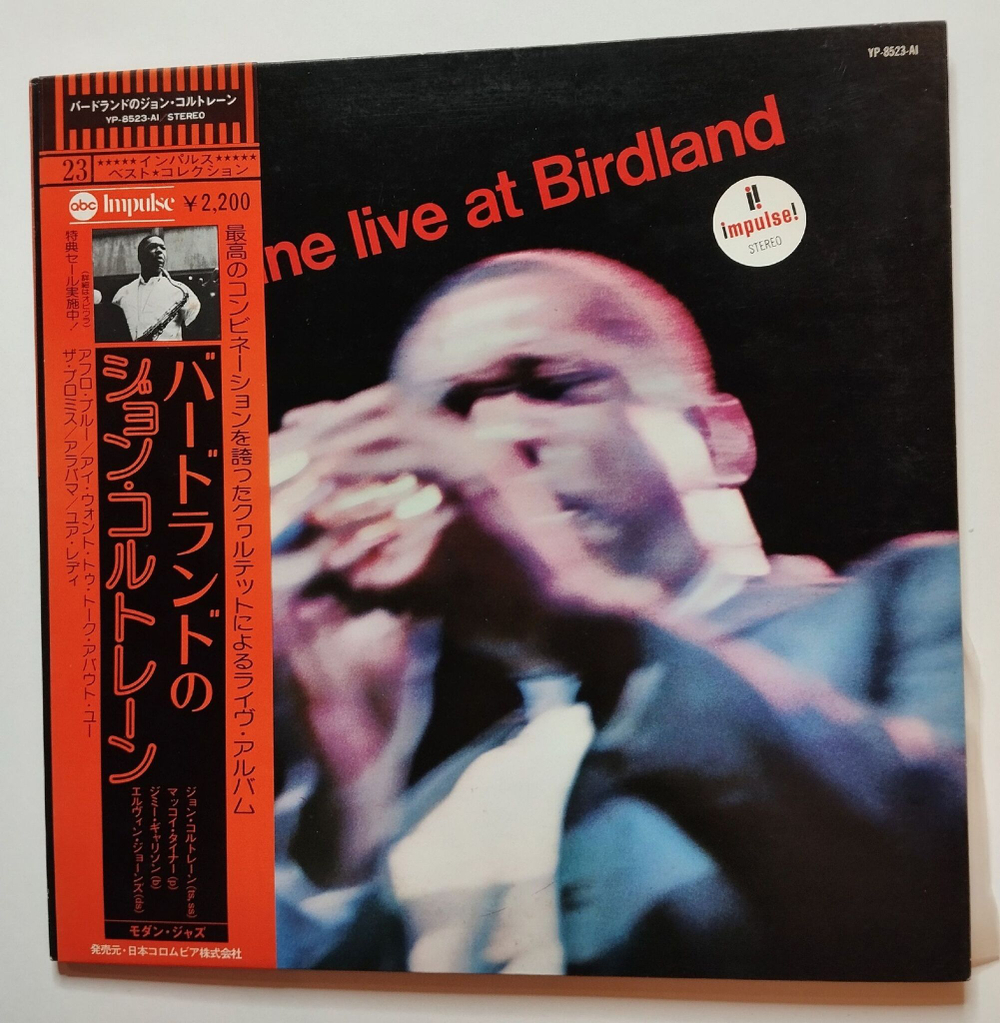 YP-8523-AI
バードランドのジョン・コルトレーン
YP-8523-AI/STEREO
23
★★★★★インパルス★★★★★
ベスト★コレクション
abc Impulse ¥2,200
ne live at Birdland
i!
impulse!
STEREO
最高のコンビネーションを誇ったクヮルテットによるライヴ・アルバム
特典セール実施中!
(詳細はオビウラ)
バードランドの
ジョン・コルトレーン
アフロ・ブルー/アイ・ウォント・トゥ・トーク・アバウト・ユー
ザ・プロミス/アラバマ/ユア・レディ
ジョン・コルトレーン(ts,ss)
マッコイ・タイナー(p)
ジミー・ギャリソン(b)
エルヴィン・ジョーンズ(ds)
モダン・ジャズ
発売元・日本コロムビア株式会社